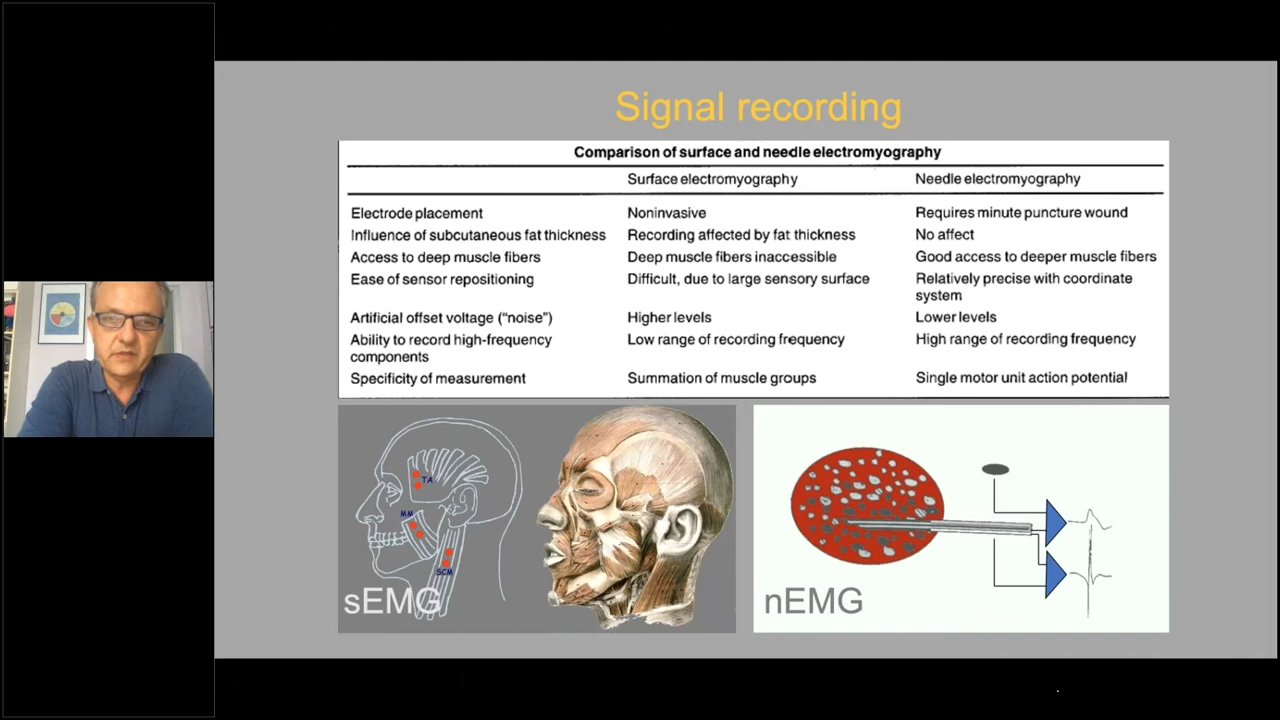 Signal recording
Comparison of surface and needle electromyography
Surface electromyography Needle electromyography
Electrode placement Noninvasive Requires minute puncture wound
Influence of subcutaneous fat thickness Recording affected by fat thickness No affect
Access to deep muscle fibers Deep muscle fibers inaccessible Good access to deeper muscle fibers
Ease of sensor repositioning Difficult, due to large sensory surface Relatively precise with coordinate
system
Artificial offset voltage ("noise") Higher levels Lower levels
Ability to record high-frequency Low range of recording frequency High range of recording frequency
components
Specificity of measurement Summation of muscle groups Single motor unit action potential
TA
MM
SCM
sEMG
nEMG